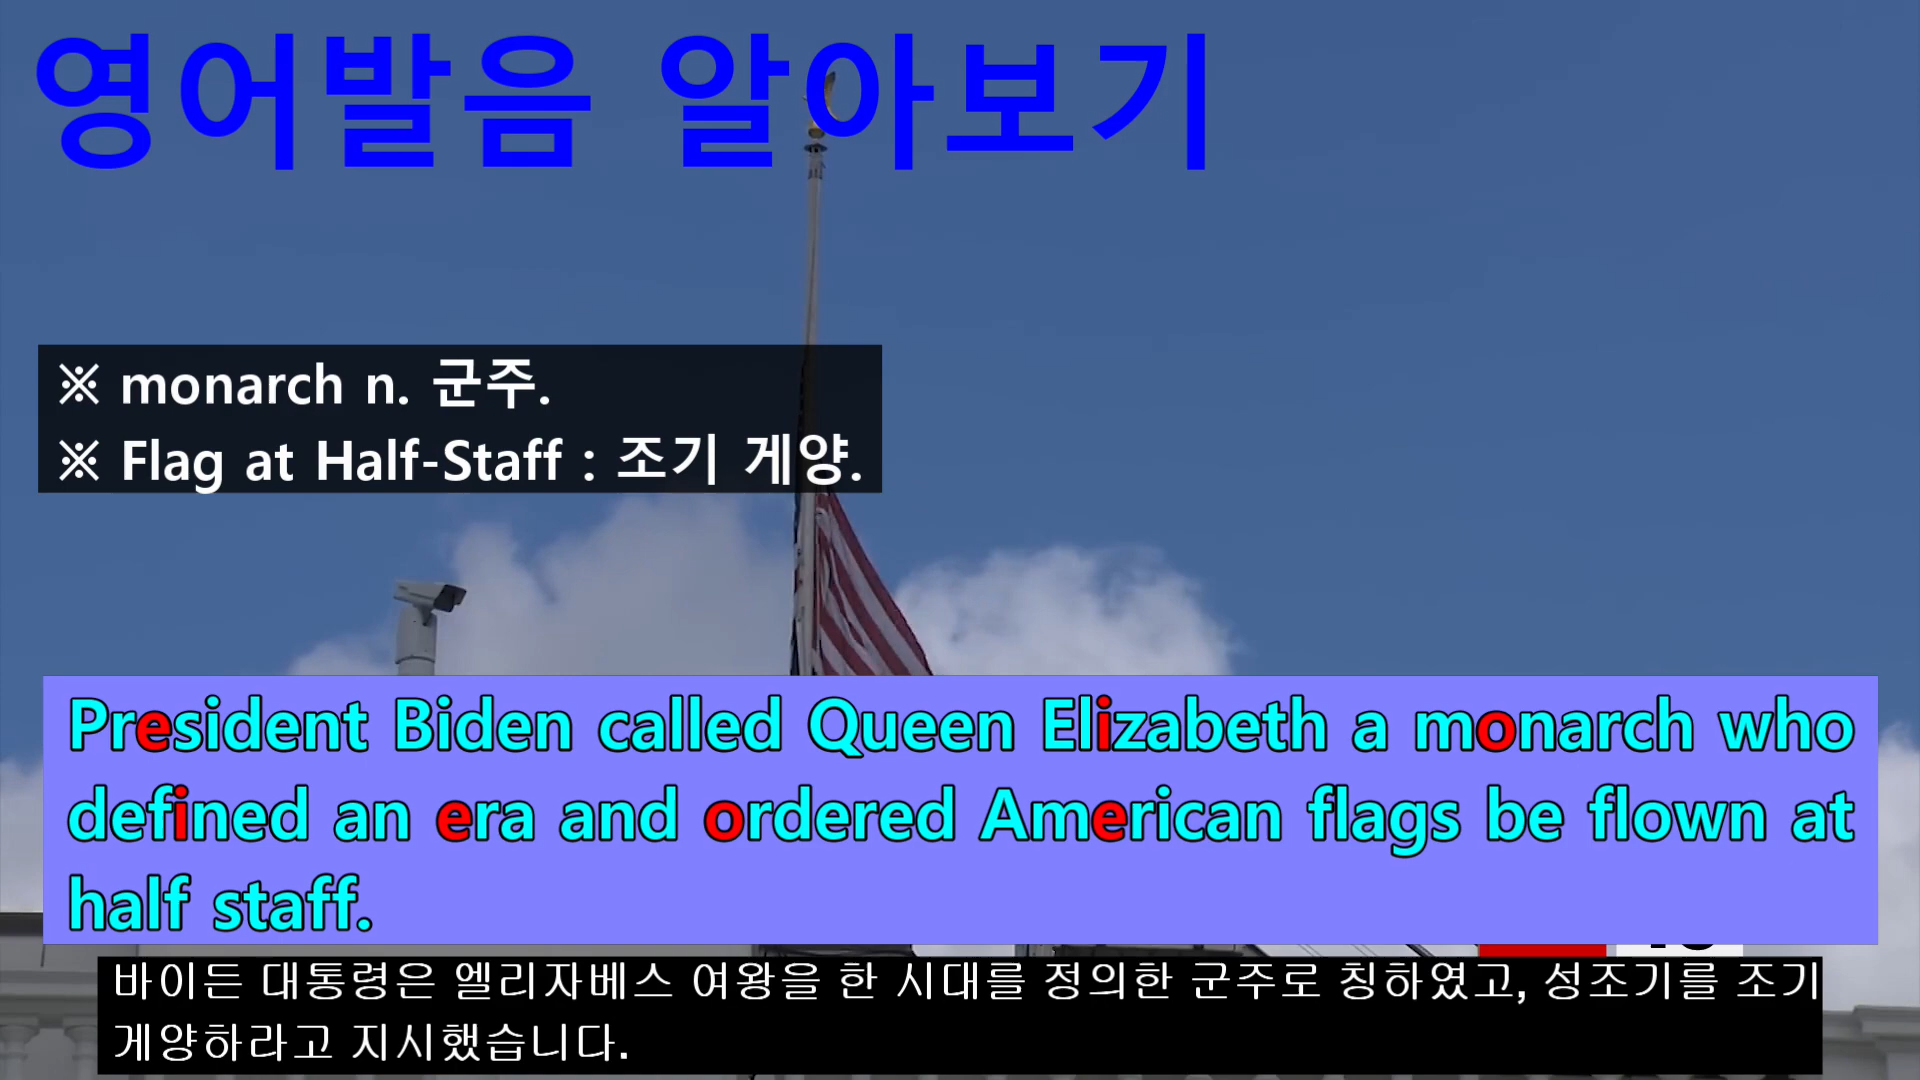 영어발음 알아보기
※ monarch n. 군주.
※ Flag at Half-Staff : 조기 게양.
President Biden called Queen Elizabeth a monarch who
defined an era and ordered American flags be flown at
half staff.
바이든 대통령은 엘리자베스 여왕을 한 시대를 정의한 군주로 칭하였고, 성조기를 조기
게양하라고 지시했습니다.